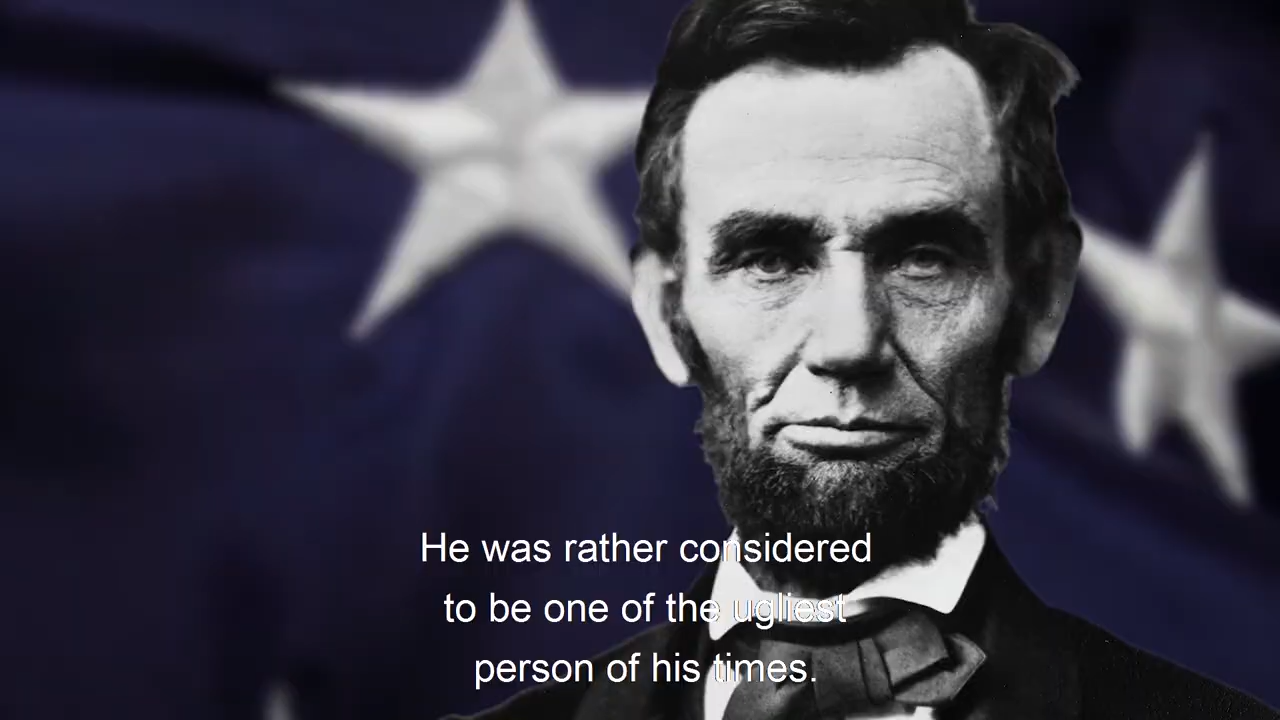 He was rather considered
to be one of the ugliest
person of his times.